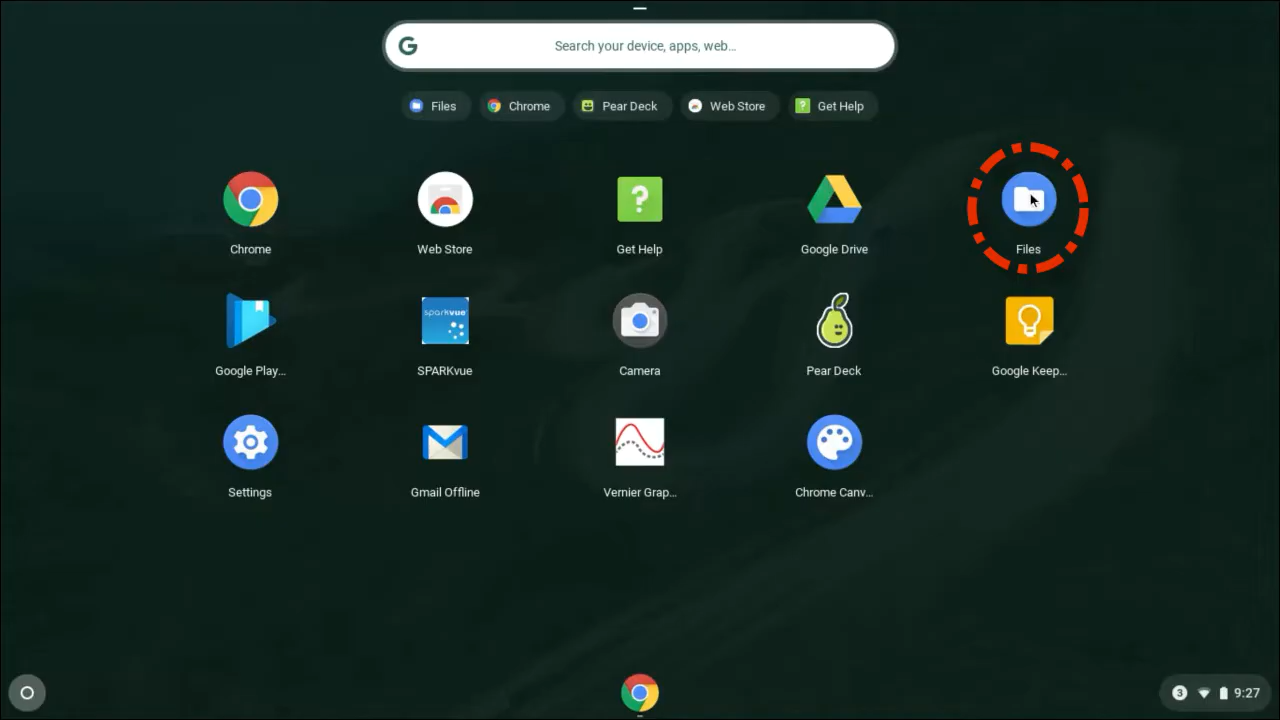 Search your device, apps, web...
Files Chrome Pear Deck Web Store ? Get Help
?
Chrome Web Store Get Help Google Drive Files
sparkvue
Google Play... SPARKvue Camera Pear Deck Google Keep...
Settings Gmail Offline Vernier Grap... Chrome Canv...
3 9:27